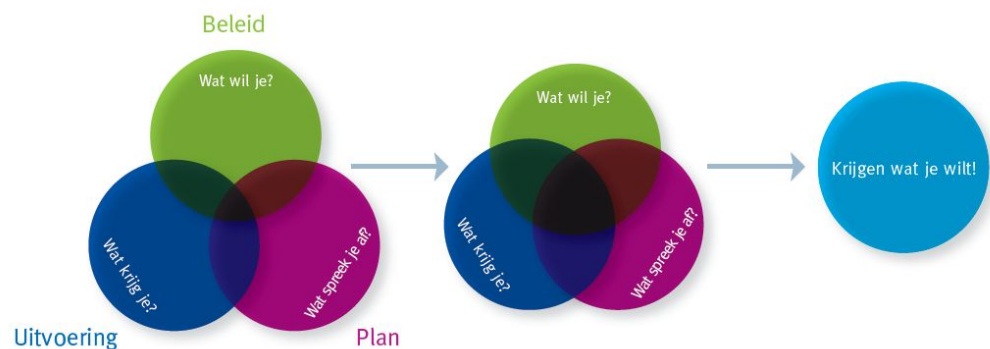 Beleid
Wat wil je?
Wat krijg je?
Wat spreek je af?
Uitvoering
Plan
Wat wil je?
Wat krijg je?
Wat spreek je af?
Krijgen wat je wilt!